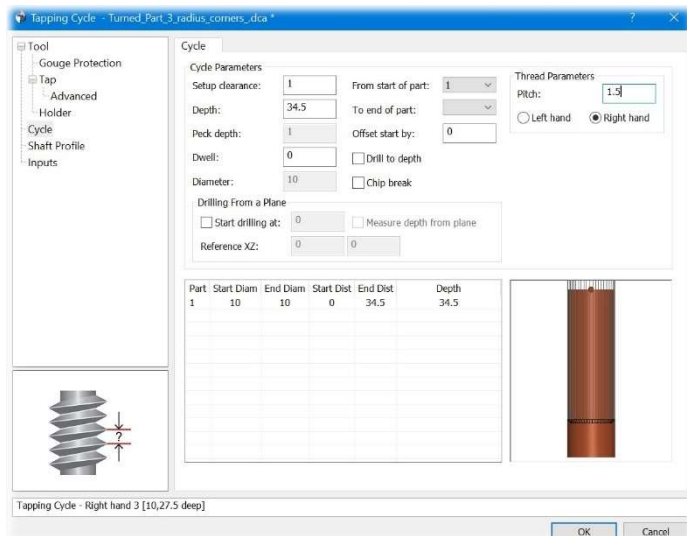 Tapping Cycle - Turned_Part_3_radius_corners_.dca *
? X
Tool
Gouge Protection
Tap
Advanced
Holder
Cycle
Shaft Profile
Inputs
Cycle
Cycle Parameters
Setup clearance: 1 From start of part: 1
Depth: 34.5 To end of part:
Peck depth: 1 Offset start by: 0
Dwell: 0 Drill to depth
Diameter: 10 Chip break
Thread Parameters
Pitch: 1.5
Left hand Right hand
Drilling From a Plane
Start drilling at: 0 Measure depth from plane
Reference XZ: 0 0
Part Start Diam End Diam Start Dist End Dist Depth
1 10 10 0 34.5 34.5
?
Tapping Cycle - Right hand 3 [10,27.5 deep]
OK Cancel